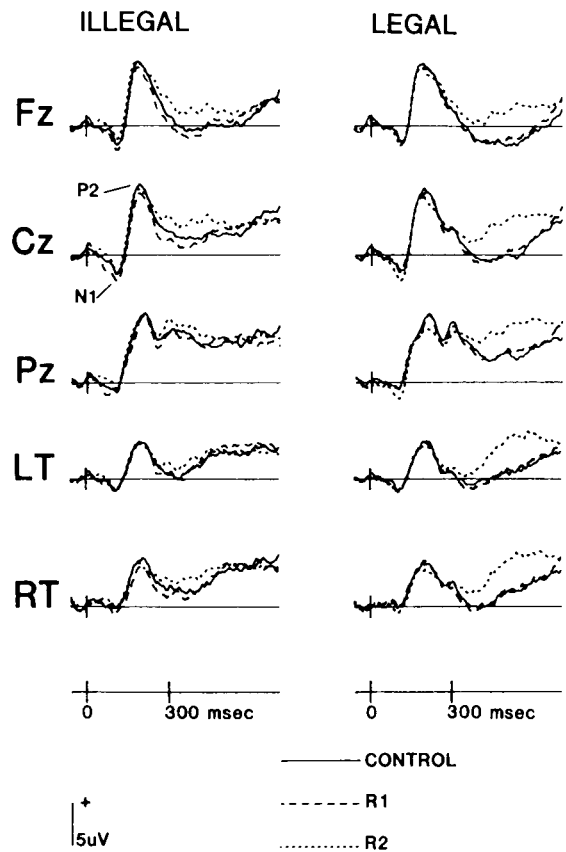 ILLEGAL LEGAL
Fz
P2
Cz
N1
Pz
LT
RT
0 300 msec 0 300 msec
CONTROL
+ R1
5uV R2